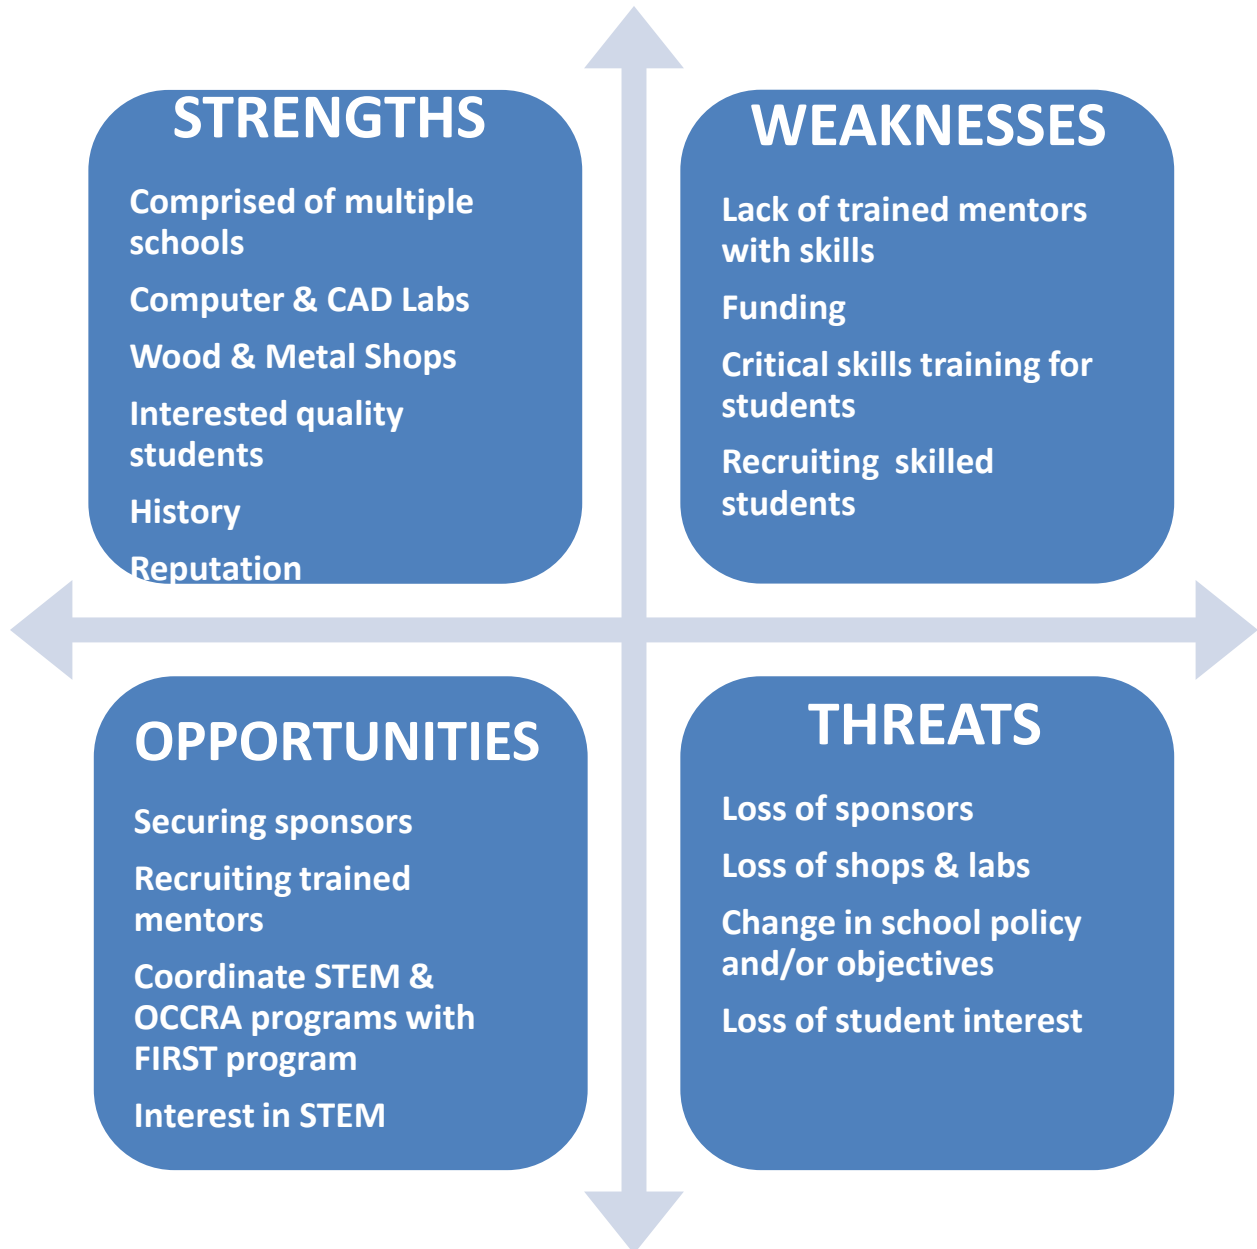 STRENGTHS
Comprised of multiple
schools
Computer & CAD Labs
Wood & Metal Shops
Interested quality
students
History
Reputation
WEAKNESSES
Lack of trained mentors
with skills
Funding
Critical skills training for
students
Recruiting  skilled
students
OPPORTUNITIES
Securing sponsors
Recruiting trained
mentors
Coordinate STEM &
OCCRA programs with
FIRST program
Interest in STEM
THREATS
Loss of sponsors
Loss of shops & labs
Change in school policy
and/or objectives
Loss of student interest